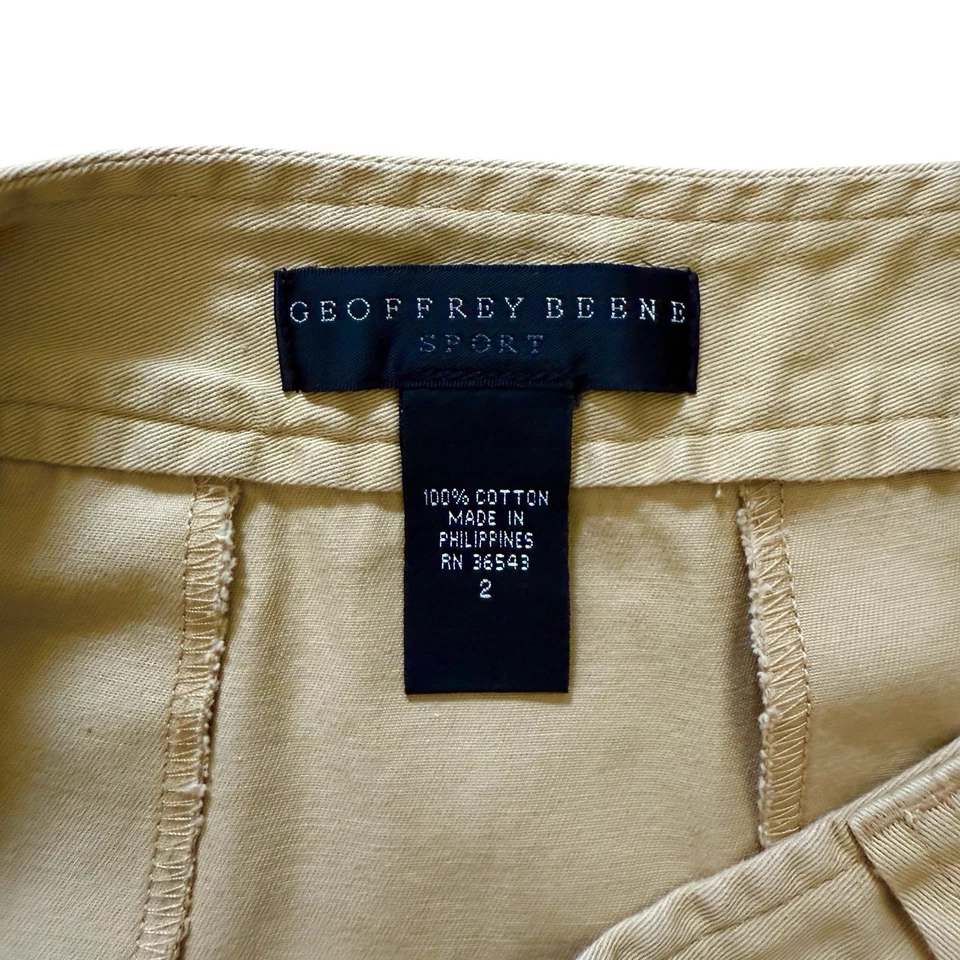 GEOFFREY BEENE
SPORT
100% COTTON
MADE IN
PHILIPPINES
RN 36543
2